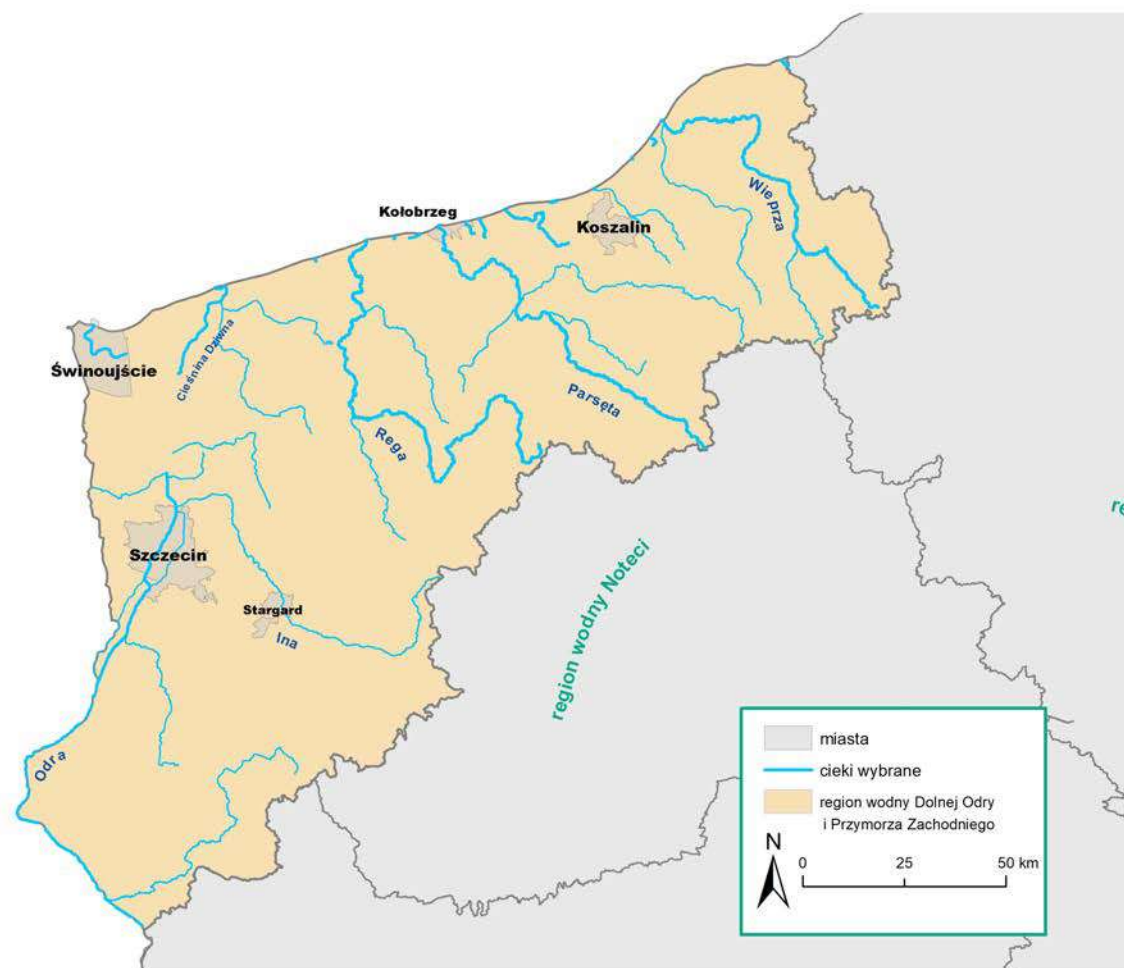 Wieprza
Kołobrzeg
Koszalin
Cieśnina Dziwna
Świnoujście
Parsęta
Rega
re
Szczecin
region wodny Noteci
Stargard
Ina
Odra
miasta
cieki wybrane
region wodny Dolnej Odry
i Przymorza Zachodniego
N
0 25 50 km